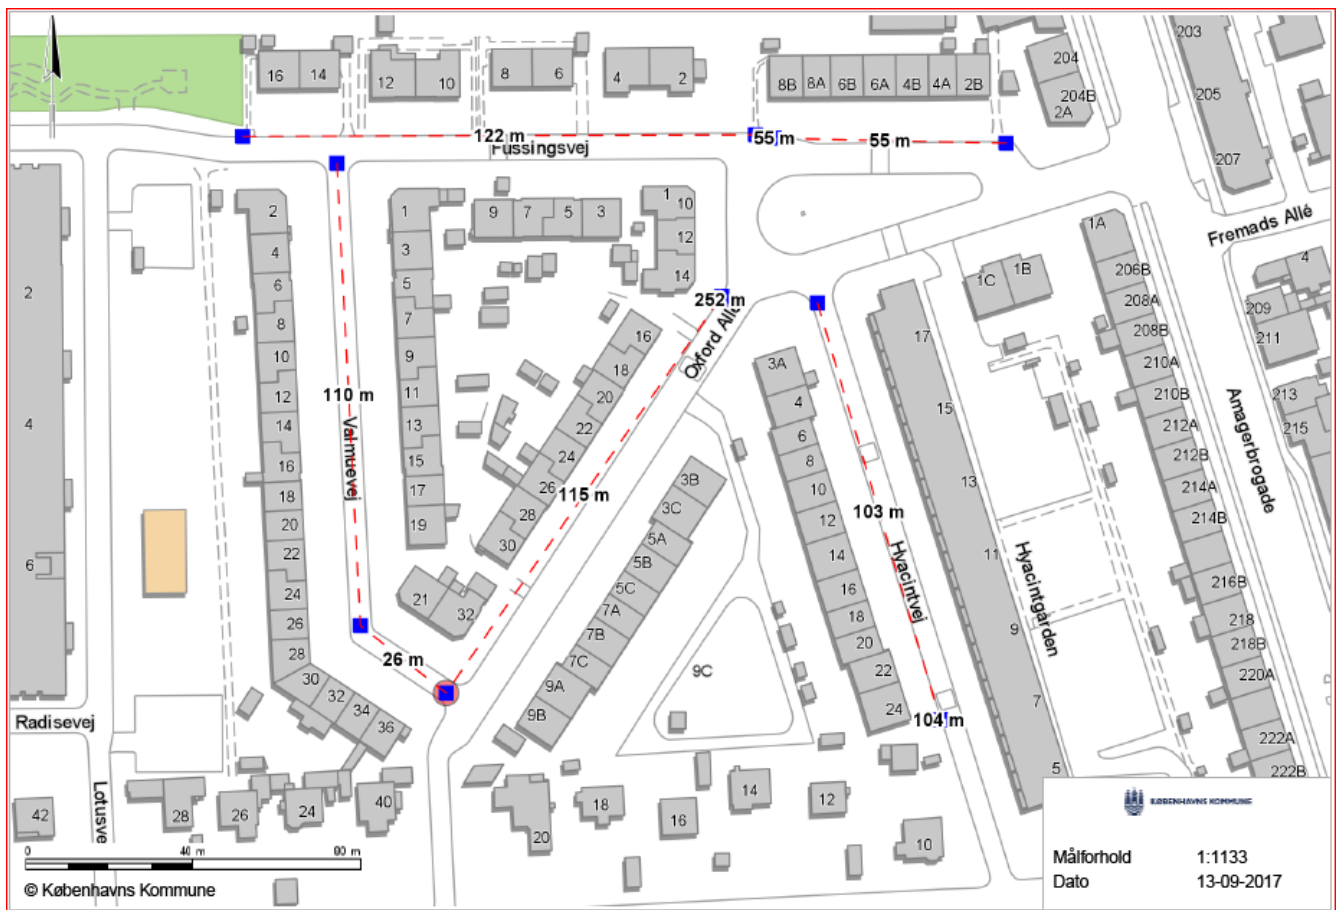 203
204
204B
2A
205
207
16
14
12
10
8
6
4
2
8B
8A
6B
6A
4B
4A
2B
122 m
55 m
55 m
Fussingsvej
Fremads Allé
2
4
6
8
10
12
14
16
18
20
22
24
26
28
30
32
34
36
1
3
5
7
9
11
13
15
17
19
21
32
9
7
5
3
1
10
12
14
16
18
20
22
24
26
28
30
252 m
Oxford Allé
110 m
Valmuevej
115 m
26 m
3A
4
6
8
10
12
14
16
18
20
22
24
103 m
Hyacintvej
104 m
17
15
13
11
9
7
5
Hyacintgården
1C
1B
1A
206B
208A
208B
210A
210B
212A
212B
214A
214B
216B
218
218B
220A
222A
222B
Amagerbrogade
4
209
211
213
215
3B
3C
5A
5B
5C
7A
7B
7C
9A
9B
9C
2
4
6
Radisevej
Lotusve
42
28
26
24
40
20
18
16
14
12
10
0
40 m
80 m
© Københavns Kommune
KØBENHAVNS KOMMUNE
Målforhold 1:1133
Dato 13-09-2017